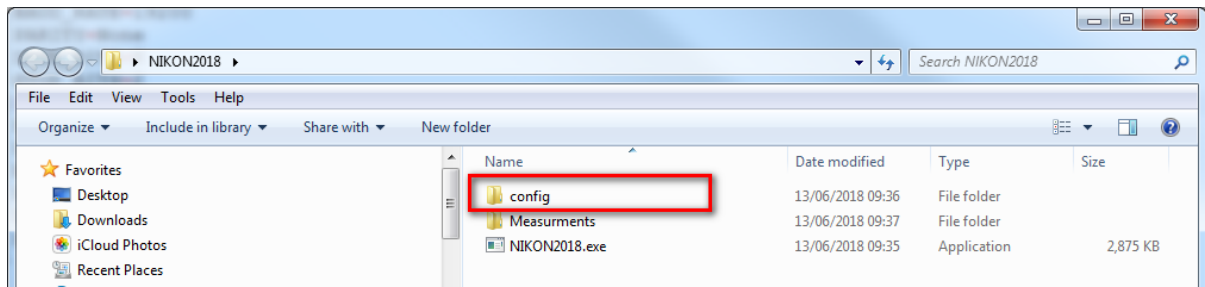 NIKON2018
Search NIKON2018
File Edit View Tools Help
Organize Include in library Share with New folder
Favorites
Desktop
Downloads
iCloud Photos
Recent Places
Name Date modified Type Size
config 13/06/2018 09:36 File folder
Measurments 13/06/2018 09:37 File folder
NIKON2018.exe 13/06/2018 09:35 Application 2,875 KB